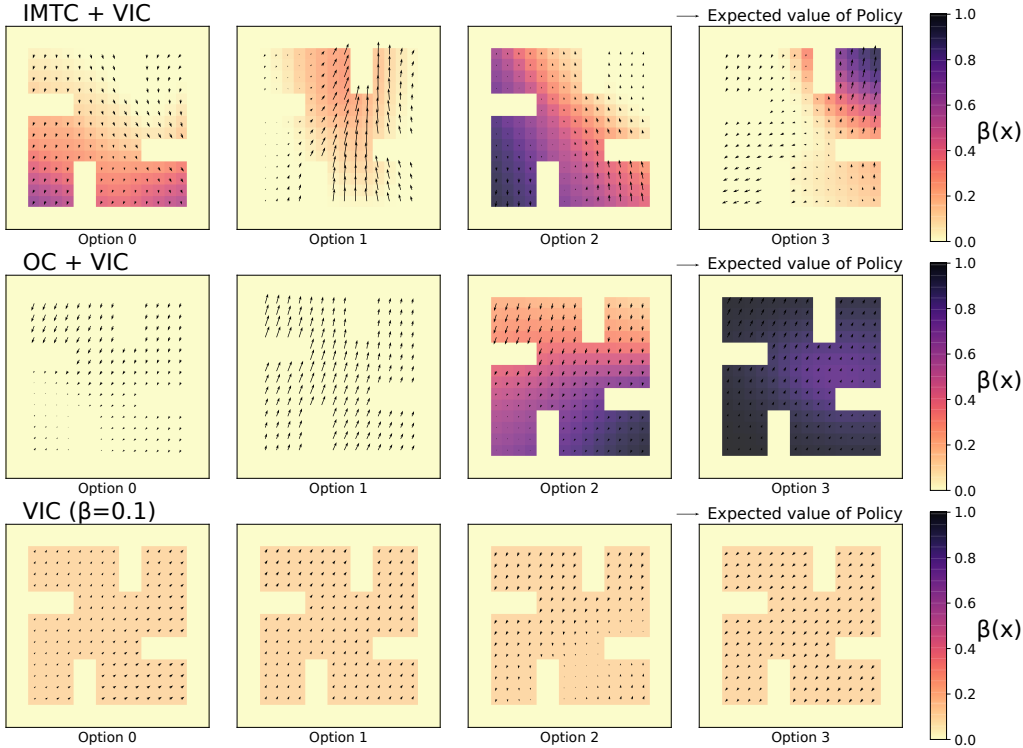 IMTC + VIC
Expected value of Policy
Option 0
Option 1
Option 2
Option 3
1.0
0.8
0.6
0.4
0.2
0.0
β(x)
OC + VIC
Expected value of Policy
Option 0
Option 1
Option 2
Option 3
1.0
0.8
0.6
0.4
0.2
0.0
β(x)
VIC (β=0.1)
Expected value of Policy
Option 0
Option 1
Option 2
Option 3
1.0
0.8
0.6
0.4
0.2
0.0
β(x)